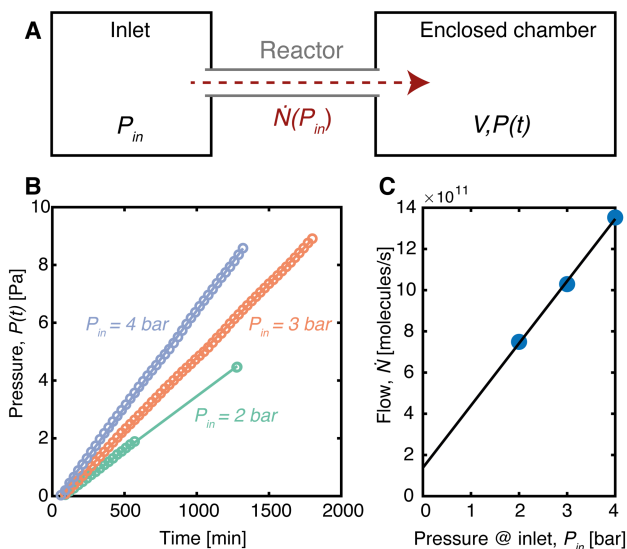 A
Inlet
Enclosed chamber
Reactor
P_in
Ṅ(P_in)
V,P(t)
B
C
×10^11
Pressure, P(t) [Pa]
10
8
6
4
2
0
P_in = 4 bar
P_in = 3 bar
P_in = 2 bar
0
500
1000
1500
2000
Time [min]
Flow, Ṅ [molecules/s]
14
12
10
8
6
4
2
0
0
1
2
3
4
Pressure @ inlet, P_in [bar]